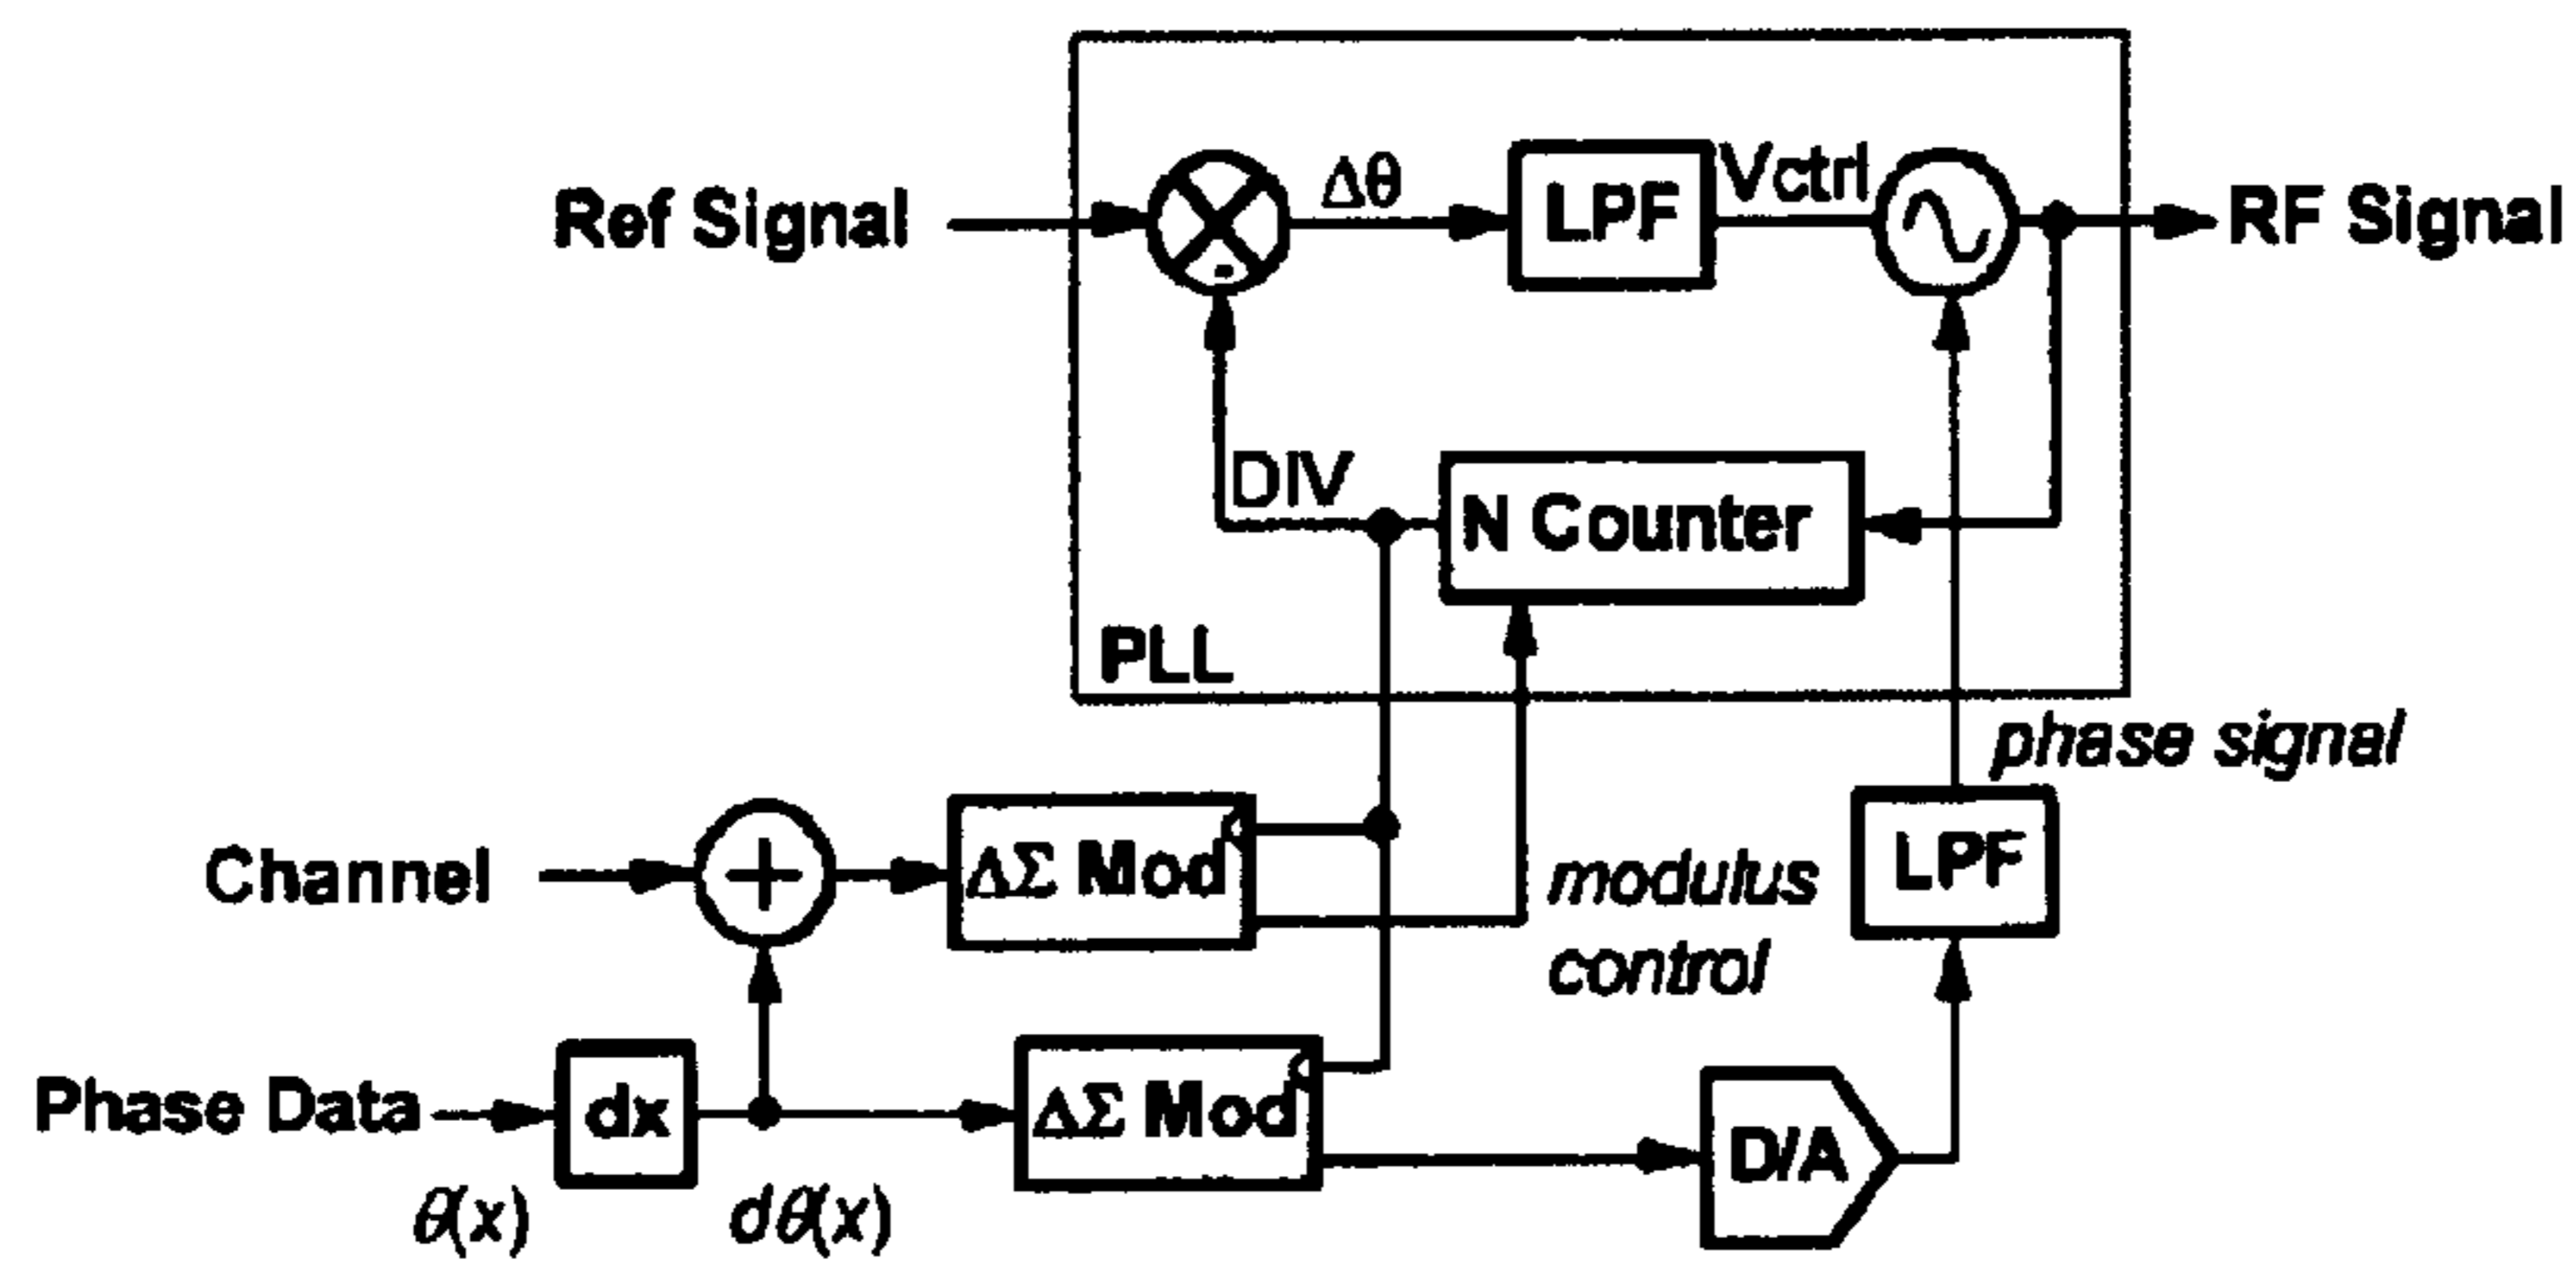 Δθ
Vctrl
Ref Signal
LPF
RF Signal
DIV
N Counter
PLL
phase signal
Channel
ΔΣ Mod
modulus
control
LPF
Phase Data
dx
ΔΣ Mod
D/A
θ(x)
dθ(x)